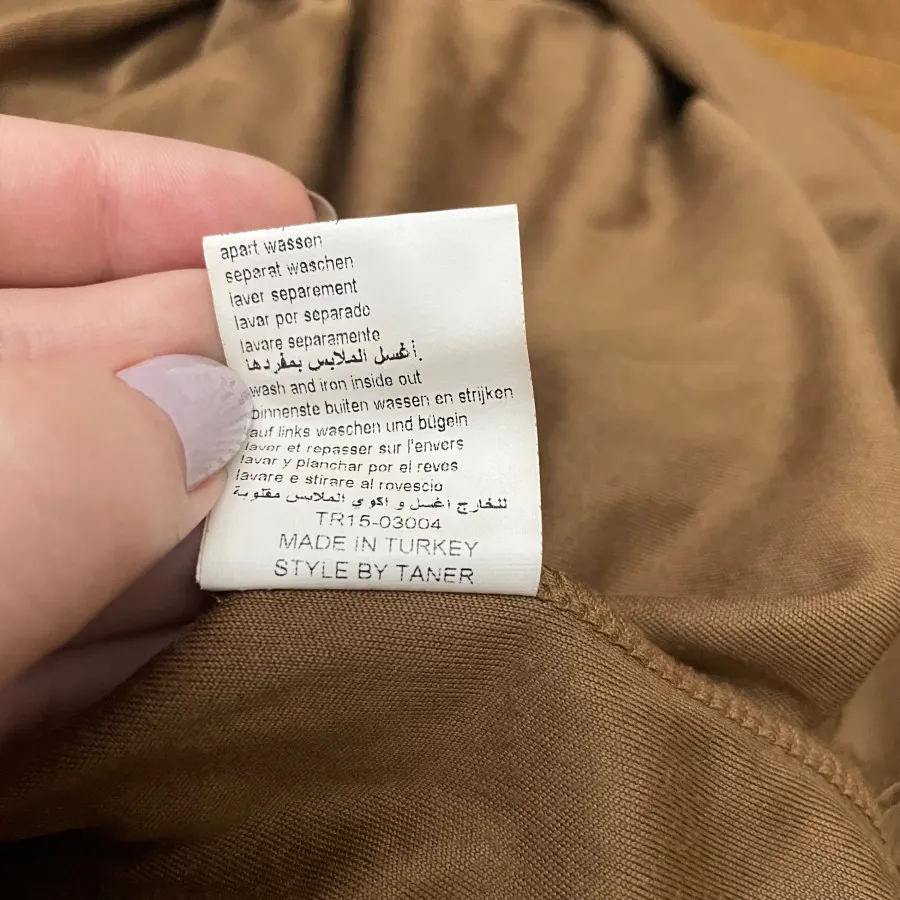 apart wassen
separat waschen
laver separement
lavar por separado
lavare separamente
أغسل الملابس بمفردها.
wash and iron inside out
binnenste buiten wassen en strijken
auf links waschen und bügeln
laver et repasser sur l'envers
lavar y planchar por el reves
lavare e stirare al rovescio
للخارج اغسل و اكوي الملابس مقلوبة
TR15-03004
MADE IN TURKEY
STYLE BY TANER